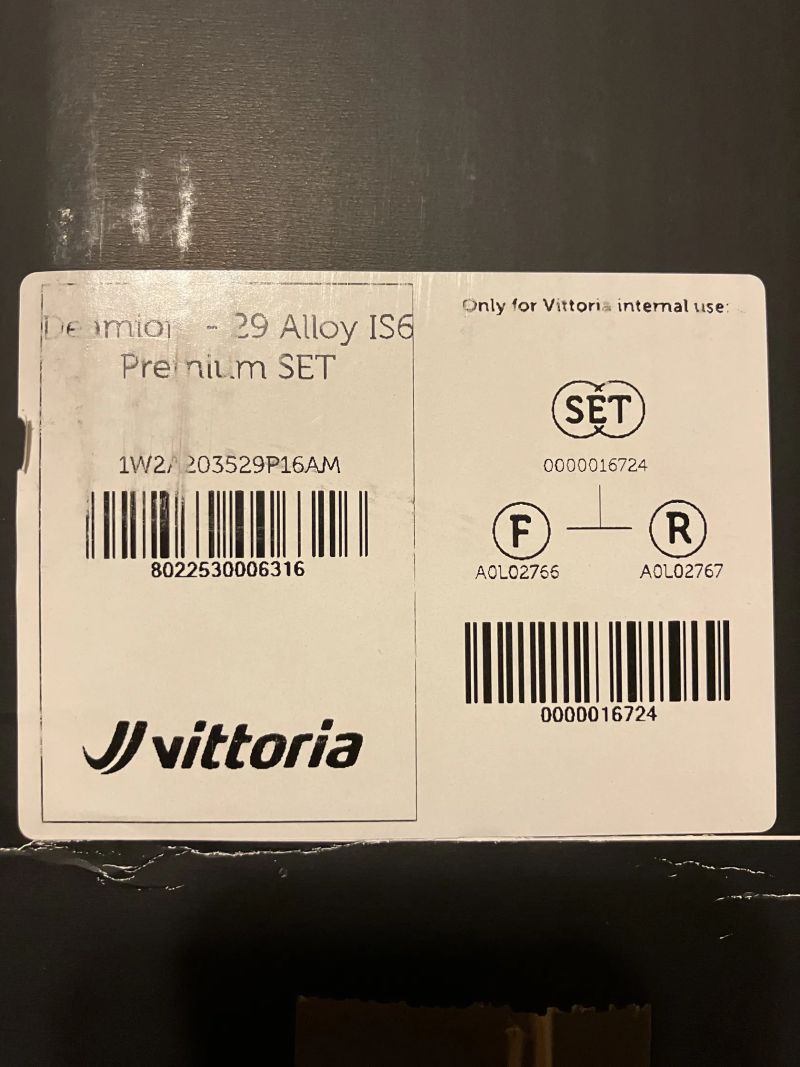 - 29 Alloy IS6
Premium SET
1W2A203529P16AM
8022530006316
vittoria
Only for Vittoria internal use:
SET
0000016724
F
R
A0L02766
A0L02767
0000016724